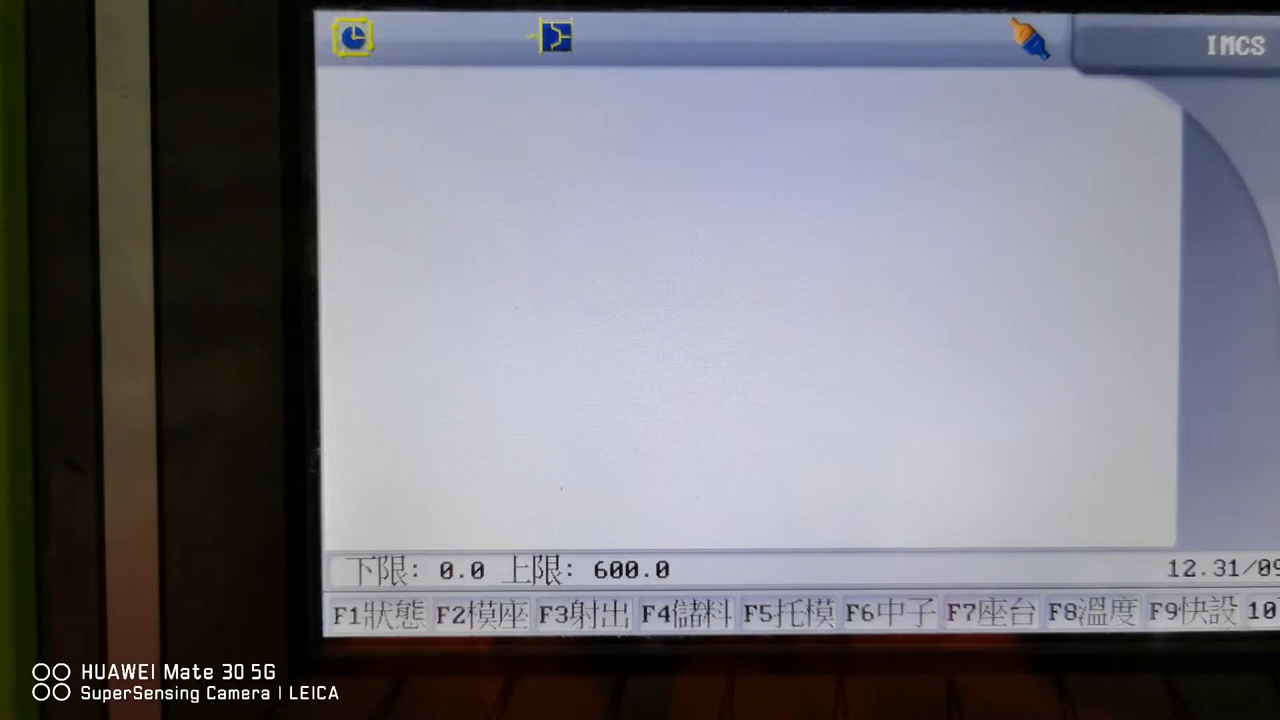 IMCS
下限: 0.0 上限: 600.0
12.31/09
F1狀態 F2模座 F3射出 F4儲料 F5托模 F6中子 F7座台 F8溫度 F9快設 10
HUAWEI Mate 30 5G
SuperSensing Camera | LEICA